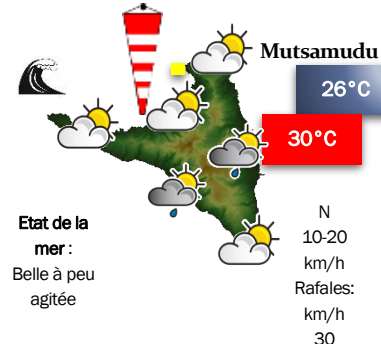 Mutsamudu
26°C
30°C
Etat de la
mer :
Belle à peu
agitée
N
10-20
km/h
Rafales:
km/h
30